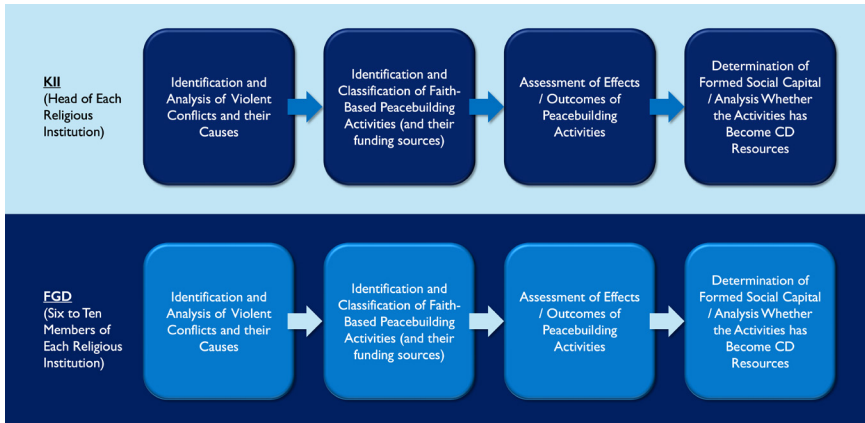 KII
(Head of Each
Religious
Institution)
Identification and
Analysis of Violent
Conflicts and their
Causes
Identification and
Classification of Faith-
Based Peacebuilding
Activities (and their
funding sources)
Assessment of Effects
/ Outcomes of
Peacebuilding
Activities
Determination of
Formed Social Capital
/ Analysis Whether
the Activities has
Become CD
Resources
FGD
(Six to Ten
Members of
Each Religious
Institution)
Identification and
Analysis of Violent
Conflicts and their
Causes
Identification and
Classification of Faith-
Based Peacebuilding
Activities (and their
funding sources)
Assessment of Effects
/ Outcomes of
Peacebuilding
Activities
Determination of
Formed Social Capital
/ Analysis Whether
the Activities has
Become CD
Resources